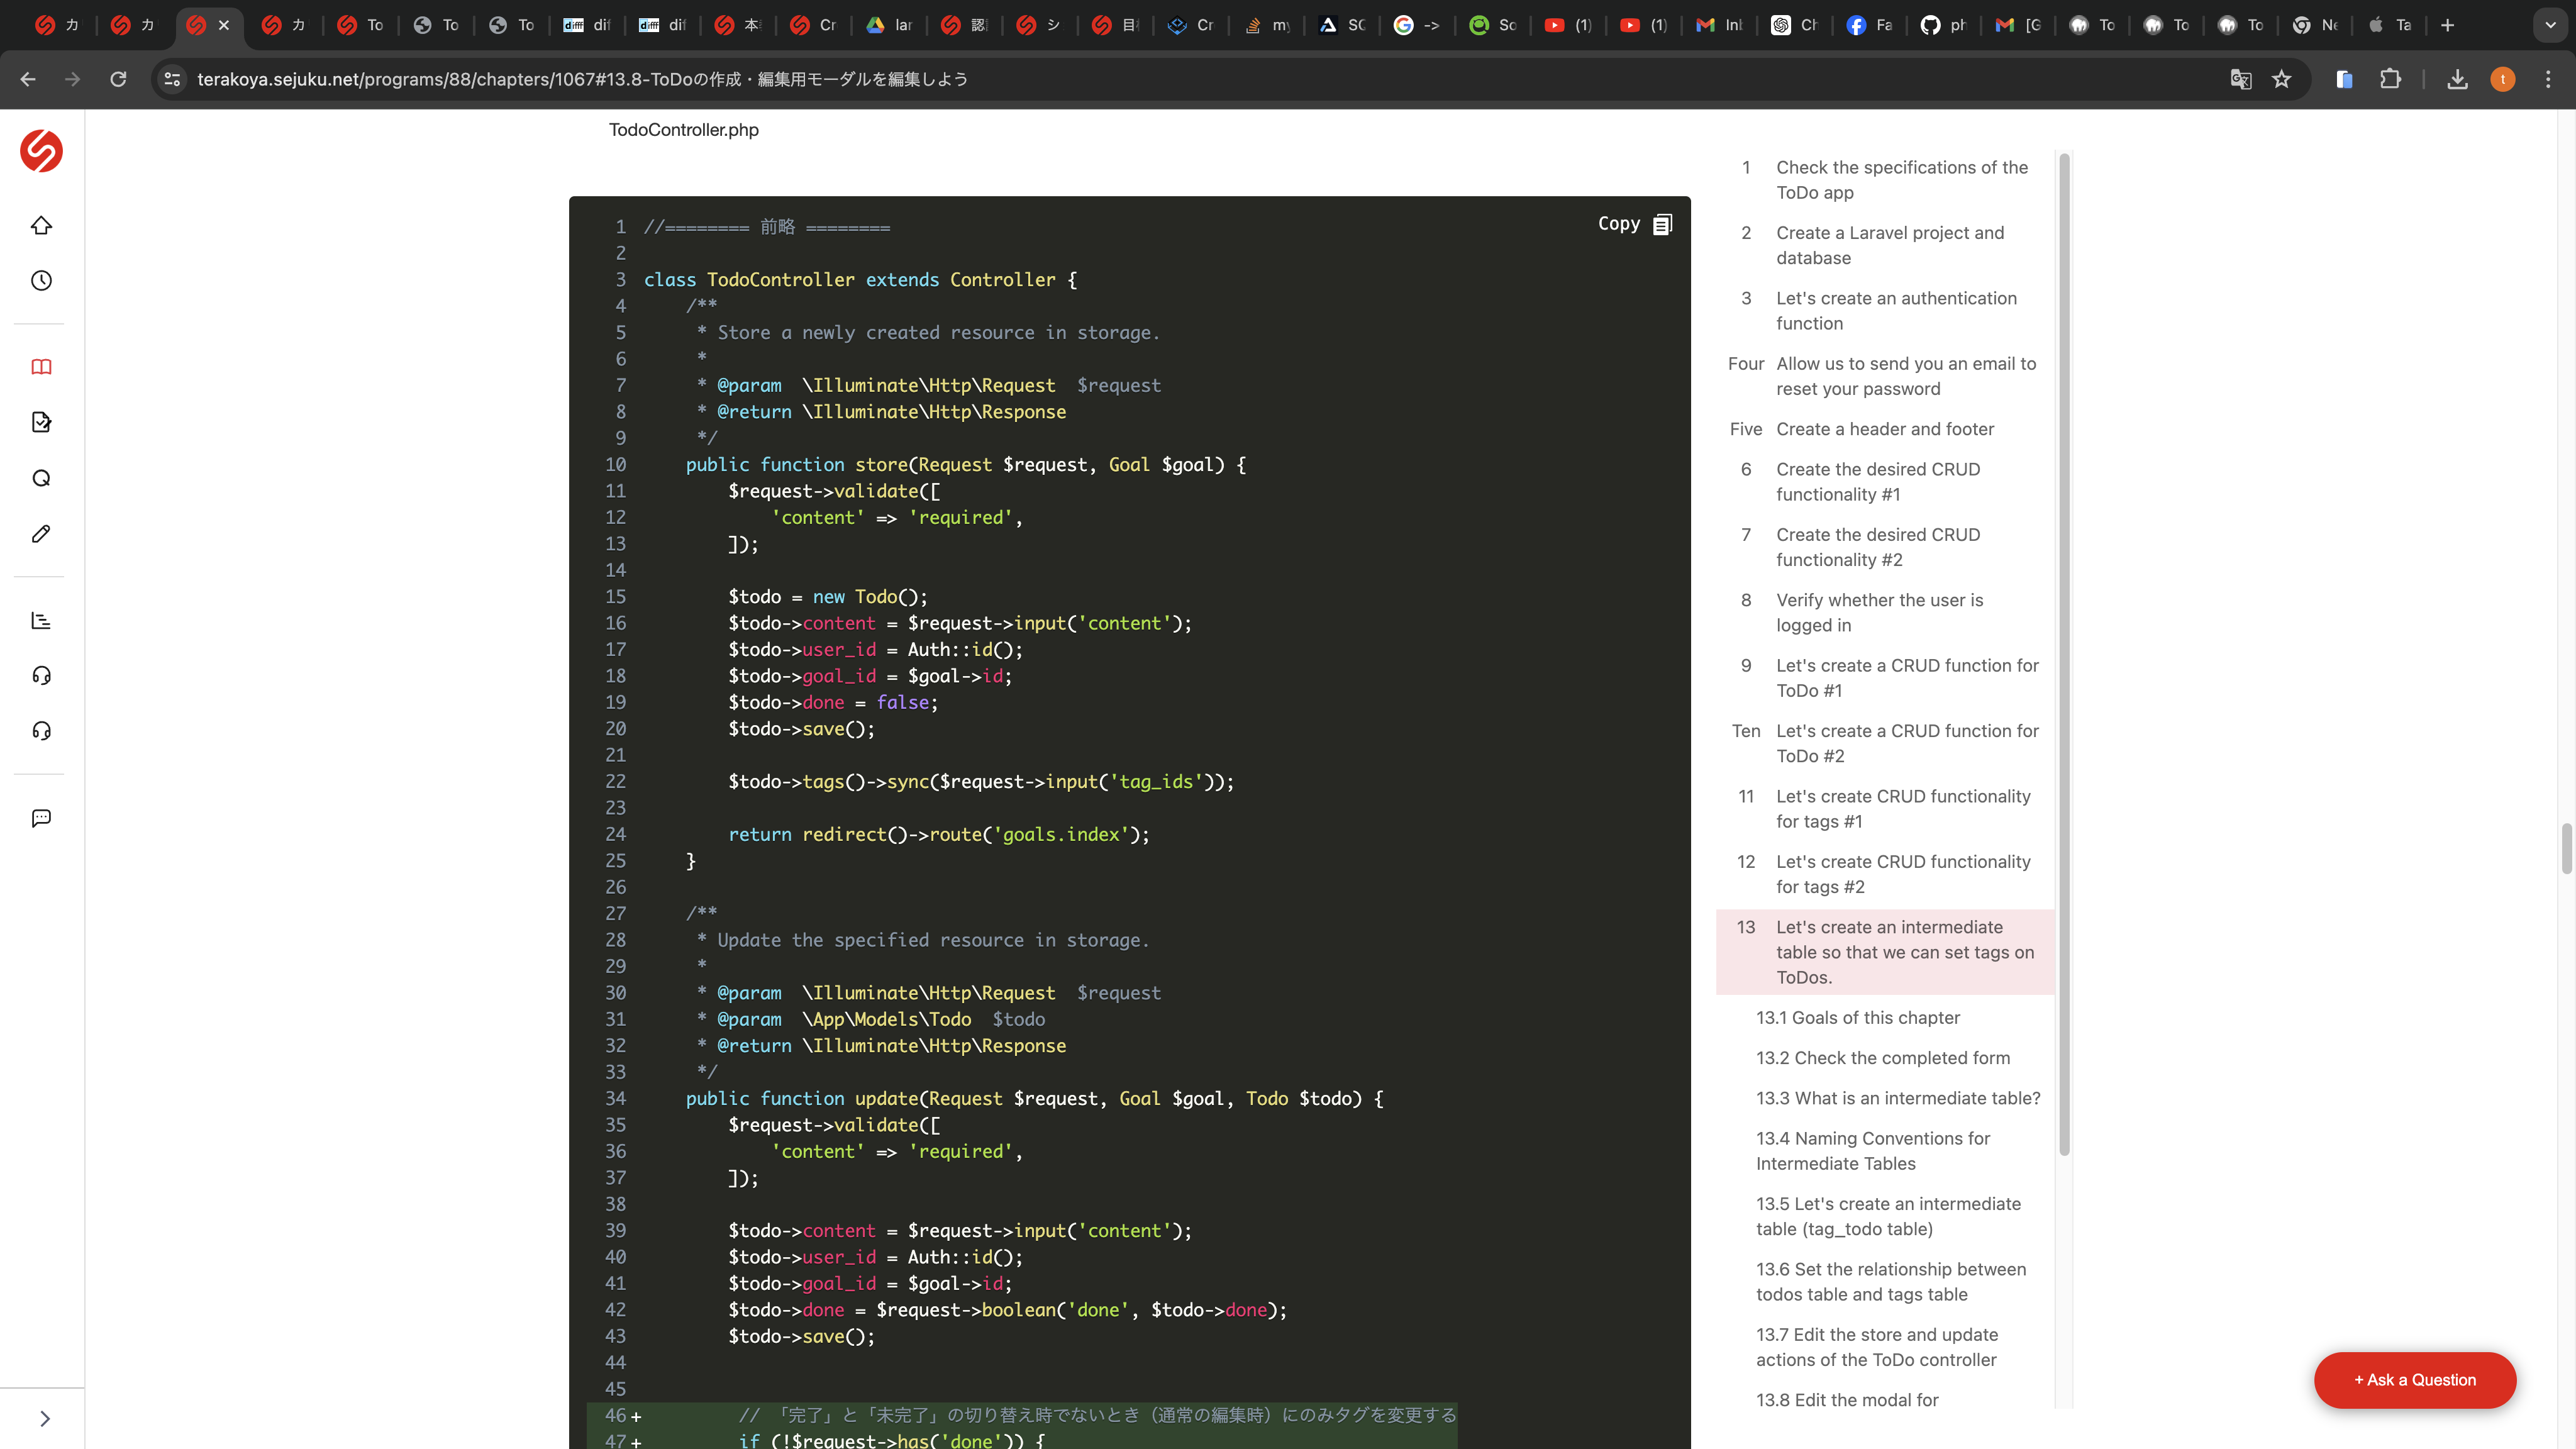 カ
カ
カ
To
To
To
diff
dif
本
Cr
lar
認
シ
目
Cr
my
SC
->
So
(1)
(1)
Inb
Ch
Fa
ph
[G
To
To
To
Ne
Ta
terakoya.sejuku.net/programs/88/chapters/1067#13.8-ToDoの作成・編集用モーダルを編集しよう
t
TodoController.php
Copy
1 //======== 前略 ========
2
3 class TodoController extends Controller {
4 /**
5 * Store a newly created resource in storage.
6 *
7 * @param \Illuminate\Http\Request $request
8 * @return \Illuminate\Http\Response
9 */
10 public function store(Request $request, Goal $goal) {
11 $request->validate([
12 'content' => 'required',
13 ]);
14
15 $todo = new Todo();
16 $todo->content = $request->input('content');
17 $todo->user_id = Auth::id();
18 $todo->goal_id = $goal->id;
19 $todo->done = false;
20 $todo->save();
21
22 $todo->tags()->sync($request->input('tag_ids'));
23
24 return redirect()->route('goals.index');
25 }
26
27 /**
28 * Update the specified resource in storage.
29 *
30 * @param \Illuminate\Http\Request $request
31 * @param \App\Models\Todo $todo
32 * @return \Illuminate\Http\Response
33 */
34 public function update(Request $request, Goal $goal, Todo $todo) {
35 $request->validate([
36 'content' => 'required',
37 ]);
38
39 $todo->content = $request->input('content');
40 $todo->user_id = Auth::id();
41 $todo->goal_id = $goal->id;
42 $todo->done = $request->boolean('done', $todo->done);
43 $todo->save();
44
45
46 + // 「完了」と「未完了」の切り替え時でないとき（通常の編集時）にのみタグを変更する
47 + if (!$request->has('done')) {
1 Check the specifications of the
ToDo app
2 Create a Laravel project and
database
3 Let's create an authentication
function
Four Allow us to send you an email to
reset your password
Five Create a header and footer
6 Create the desired CRUD
functionality #1
7 Create the desired CRUD
functionality #2
8 Verify whether the user is
logged in
9 Let's create a CRUD function for
ToDo #1
Ten Let's create a CRUD function for
ToDo #2
11 Let's create CRUD functionality
for tags #1
12 Let's create CRUD functionality
for tags #2
13 Let's create an intermediate
table so that we can set tags on
ToDos.
13.1 Goals of this chapter
13.2 Check the completed form
13.3 What is an intermediate table?
13.4 Naming Conventions for
Intermediate Tables
13.5 Let's create an intermediate
table (tag_todo table)
13.6 Set the relationship between
todos table and tags table
13.7 Edit the store and update
actions of the ToDo controller
13.8 Edit the modal for
+ Ask a Question